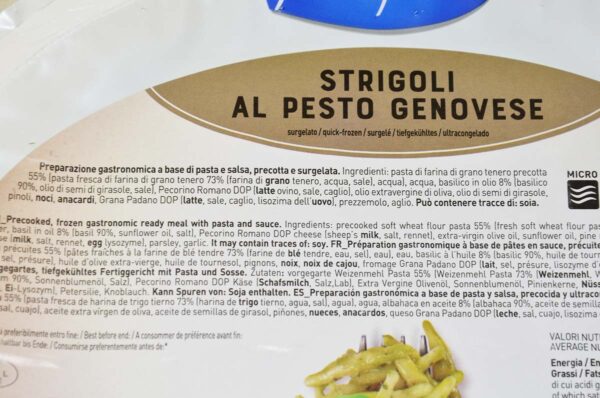 STRIGOLI
AL PESTO GENOVESE
surgelato / quick-frozen / surgelé / tiefgekühltes / ultracongelado
Preparazione gastronomica a base di pasta e salsa, precotta e surgelata. Ingredienti: pasta di farina di grano tenero precotta
55% (pasta fresca di farina di grano tenero 73% (farina di grano tenero, acqua, sale), acqua), acqua, basilico in olio 8% (basilico
90%, olio di semi di girasole, sale), Pecorino Romano DOP (latte ovino, sale, caglio), olio extravergine di oliva, olio di semi di girasole,
pinoli, noci, anacardi, Grana Padano DOP (latte, sale, caglio, lisozima dell'uovo), prezzemolo, aglio. Può contenere tracce di: soia.
MICRO
Precooked, frozen gastronomic ready meal with pasta and sauce. Ingredients: precooked soft wheat flour pasta 55% (fresh soft wheat flour pas
er, basil in oil 8% (basil 90%, sunflower oil, salt), Pecorino Romano DOP cheese (sheep's milk, salt, rennet), extra-virgin olive oil, sunflower oil, pine
se (milk, salt, rennet, egg lysozyme), parsley, garlic. It may contain traces of: soy. FR_Préparation gastronomique à base de pâtes en sauce, précuite
précuites 55% (pâtes fraîches à la farine de blé tendre 73% (farine de blé tendre, eau, sel), eau), eau, basilic à l'huile 8% (basilic 90%, huile de tournesol,
sel, présure), huile d'olive extra-vierge, huile de tournesol, pignons, noix, noix de cajou, fromage Grana Padano DOP (lait, sel, présure, lisozyme d'
vorgegartes, tiefgekühltes Fertiggericht mit Pasta und Sosse. Zutaten: vorgegarte Weizenmehl Pasta 55% (Weizenmehl Pasta 73% (Weizenmehl, W
um 90%, Sonnenblumenöl, Salz), Pecorino Romano DOP Käse (Schafsmilch, Salz, Lab), Extra Vergine Olivenöl, Sonnenblumenöl, Pinienkerne, Nüss
Ei-Lysozyme), Petersilie, Knoblauch. Kann Spuren von: Soja enthalten. ES_Preparación gastronómica a base de pasta y salsa, precocida y ultraco
55% (pasta fresca de harina de trigo tierno 73% (harina de trigo tierno, agua, sal), agua), agua, albahaca en aceite 8% (albahaca 90%, aceite de semilla
sal, cuajo), aceite extra virgen de oliva, aceite de semillas de girasol, piñones, nueces, anacardos, queso Grana Padano DOP (leche, sal, cuajo, lisozima
preferibilmente entro fine: / Best before end: / A consommer de préférence avant fin:
haltbar bis Ende: / Consumirse preferentemente antes de:*
VALORI NUT
AVERAGE NU
Energia / En
Grassi / Fats
di cui acidi g
of which sat